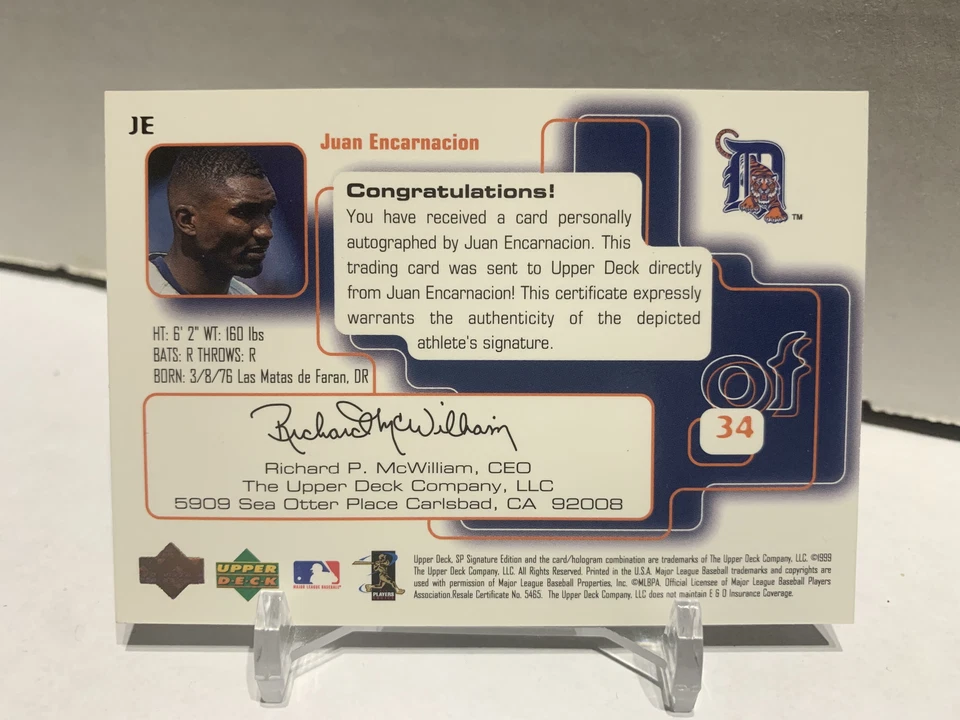 JE
Juan Encarnacion
Congratulations!
You have received a card personally
autographed by Juan Encarnacion. This
trading card was sent to Upper Deck directly
from Juan Encarnacion! This certificate expressly
warrants the authenticity of the depicted
athlete's signature.
D
TM
HT: 6' 2" WT: 160 lbs
BATS: R THROWS: R
BORN: 3/8/76 Las Matas de Faran, DR
of
34
Richard P. McWilliam
Richard P. McWilliam, CEO
The Upper Deck Company, LLC
5909 Sea Otter Place Carlsbad, CA 92008
UPPER
DECK
MAJOR LEAGUE BASEBALL
PLAYERS
Upper Deck, SP Signature Edition and the card/hologram combination are trademarks of The Upper Deck Company, LLC. ©1999
The Upper Deck Company, LLC. All Rights Reserved. Printed in the U.S.A. Major League Baseball trademarks and copyrights are
used with permission of Major League Baseball Properties, Inc. ©MLBPA, Official Licensee of Major League Baseball Players
Association.Resale Certificate No. 5465. The Upper Deck Company, LLC does not maintain E & O Insurance Coverage.